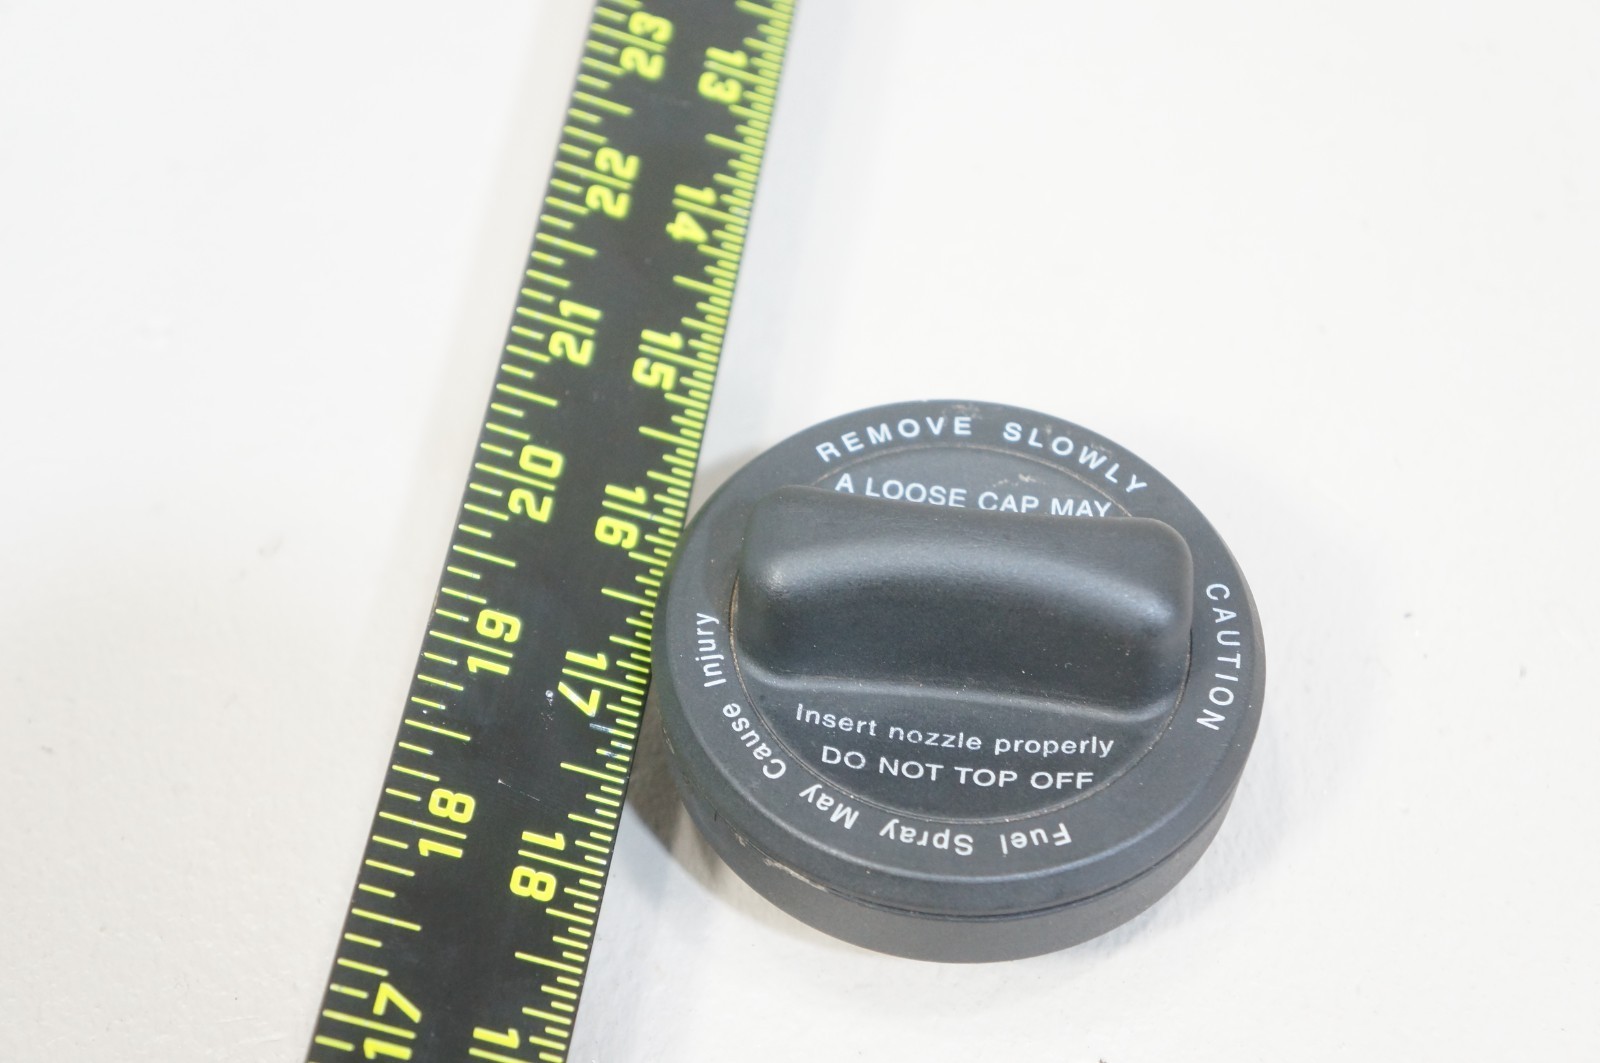 23
22
21
20
19
18
17
13
14
15
16
17
18
1
REMOVE SLOWLY
A LOOSE CAP MAY
CAUTION
Insert nozzle properly
DO NOT TOP OFF
Fuel Spray May Cause Injury